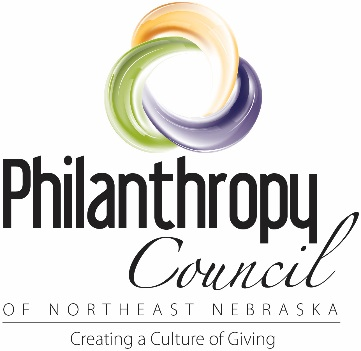 Philanthropy
Council
OF NORTHEAST NEBRASKA
Creating a Culture of Giving